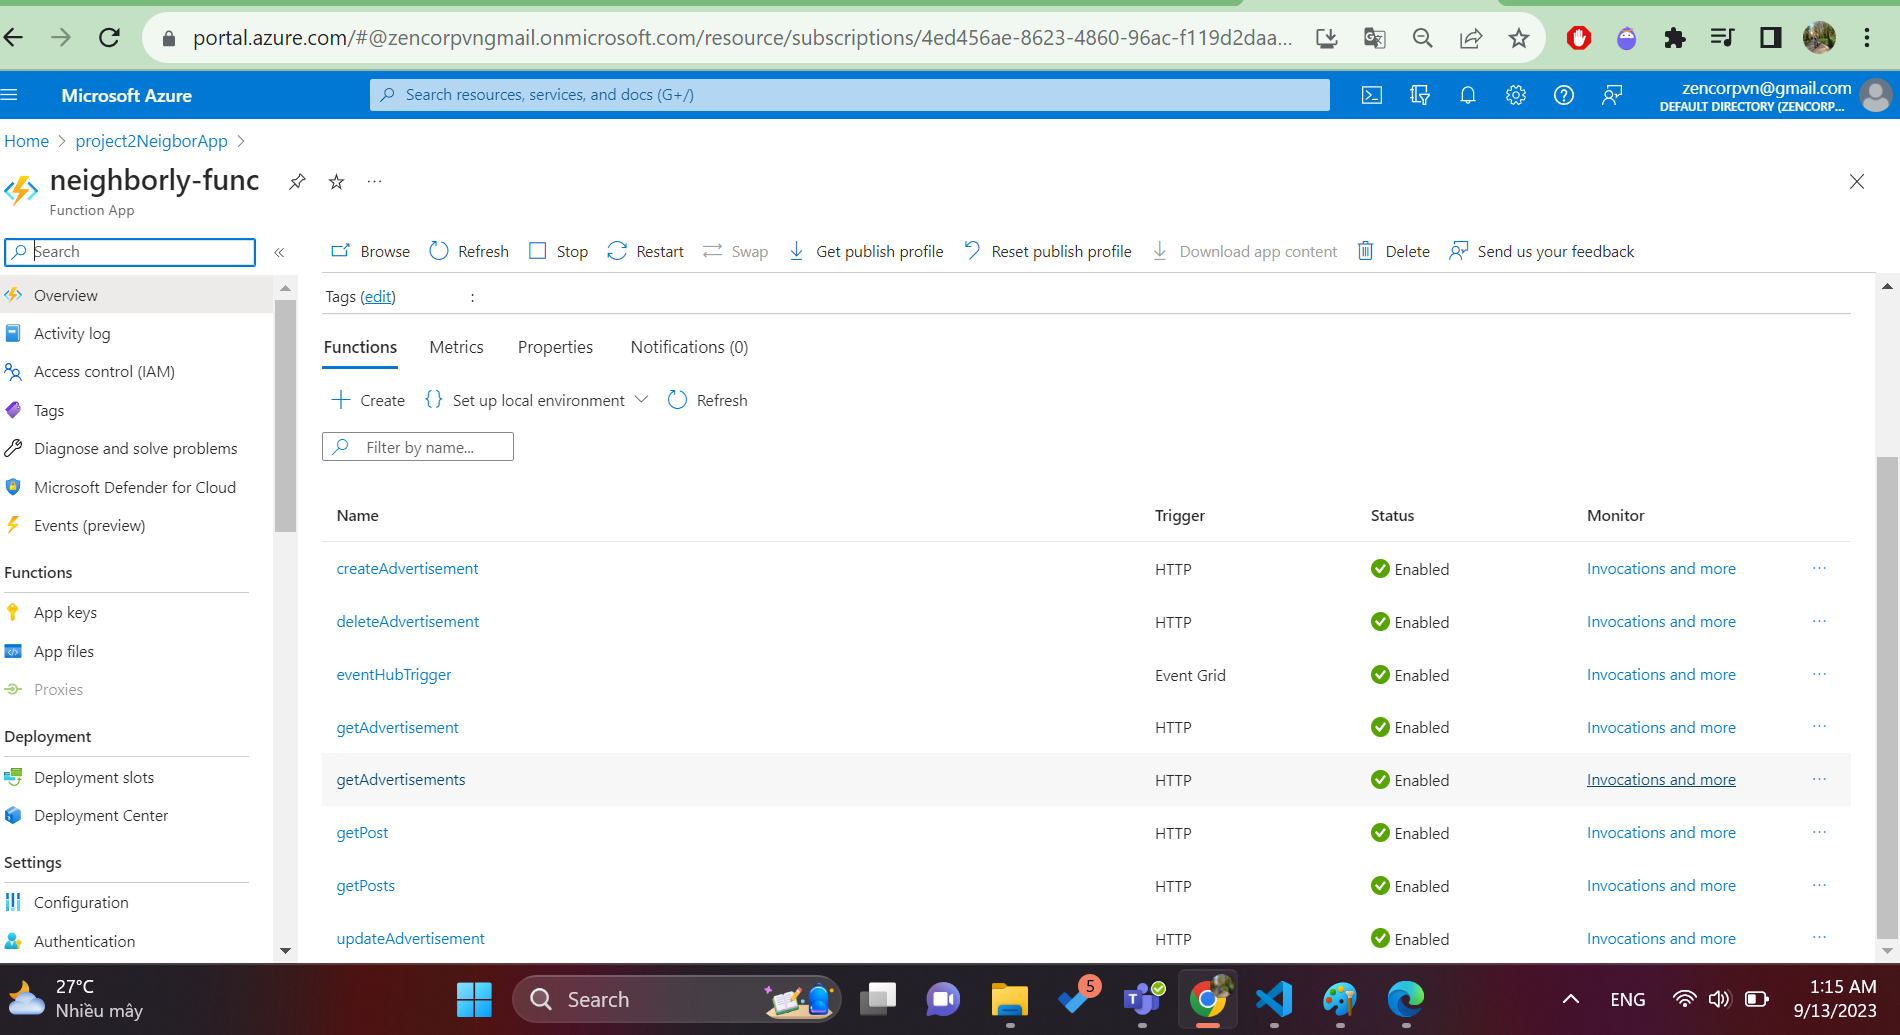 portal.azure.com/#@zencorpvngmail.onmicrosoft.com/resource/subscriptions/4ed456ae-8623-4860-96ac-f119d2daa...
Microsoft Azure
Search resources, services, and docs (G+/)
zencorpvn@gmail.com
DEFAULT DIRECTORY (ZENCORP...
Home > project2NeigborApp >
neighborly-func
Function App
Search
Browse Refresh Stop Restart Swap Get publish profile Reset publish profile Download app content Delete Send us your feedback
Tags (edit) :
Functions Metrics Properties Notifications (0)
Create Set up local environment Refresh
Filter by name...
Name Trigger Status Monitor
createAdvertisement HTTP Enabled Invocations and more
deleteAdvertisement HTTP Enabled Invocations and more
eventHubTrigger Event Grid Enabled Invocations and more
getAdvertisement HTTP Enabled Invocations and more
getAdvertisements HTTP Enabled Invocations and more
getPost HTTP Enabled Invocations and more
getPosts HTTP Enabled Invocations and more
updateAdvertisement HTTP Enabled Invocations and more
Overview
Activity log
Access control (IAM)
Tags
Diagnose and solve problems
Microsoft Defender for Cloud
Events (preview)
Functions
App keys
App files
Proxies
Deployment
Deployment slots
Deployment Center
Settings
Configuration
Authentication
27°C
Nhiều mây
Search
5
T
ENG
1:15 AM
9/13/2023